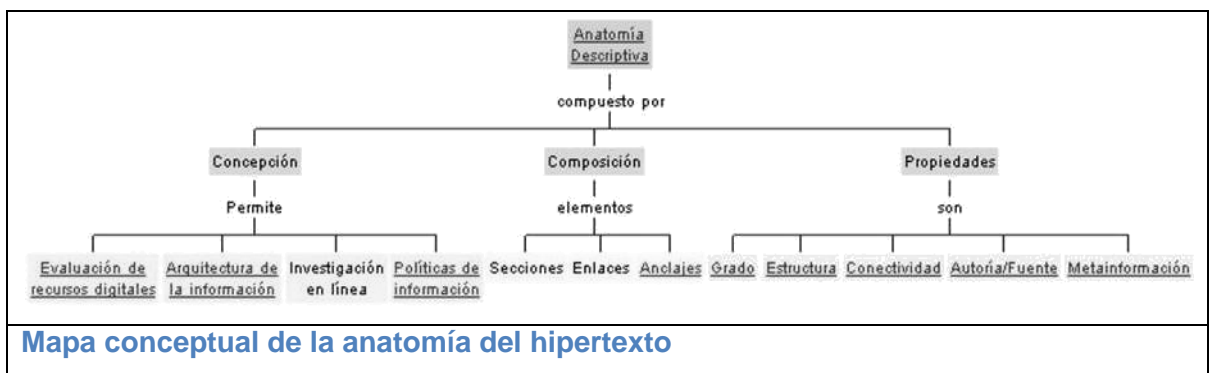 Anatomía
Descriptiva
compuesto por
Concepción Composición Propiedades
Permite elementos son
Evaluación de Arquitectura de Investigación Políticas de Secciones Enlaces Anclajes Grado Estructura Conectividad Autoría/Fuente Metainformación
recursos digitales la información en línea información
Mapa conceptual de la anatomía del hipertexto